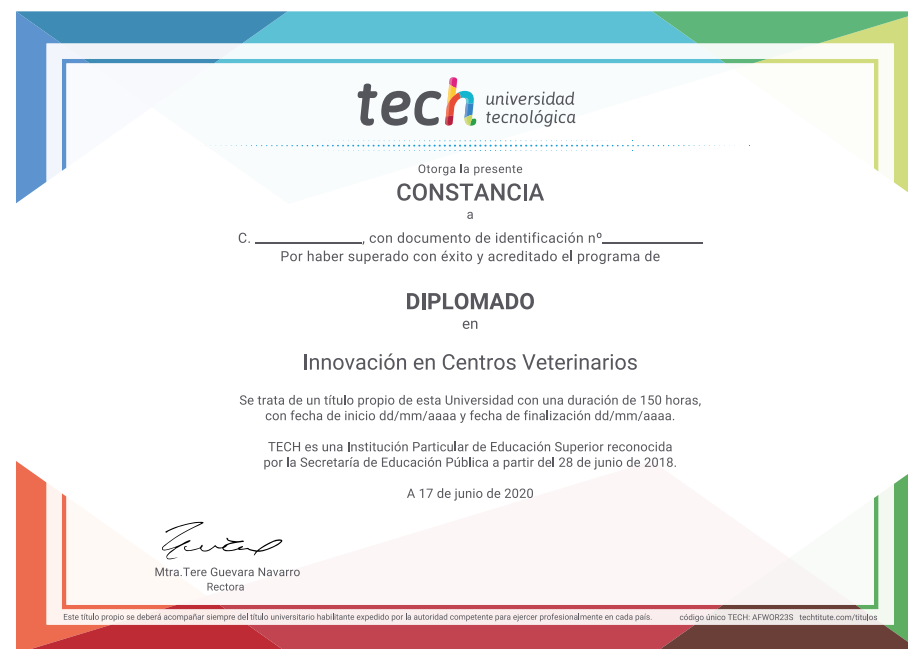 tech universidad
tecnológica
Otorga la presente
CONSTANCIA
a
C. ____________, con documento de identificación nº____________
Por haber superado con éxito y acreditado el programa de
DIPLOMADO
en
Innovación en Centros Veterinarios
Se trata de un título propio de esta Universidad con una duración de 150 horas,
con fecha de inicio dd/mm/aaaa y fecha de finalización dd/mm/aaaa.
TECH es una Institución Particular de Educación Superior reconocida
por la Secretaría de Educación Pública a partir del 28 de junio de 2018.
A 17 de junio de 2020
Mtra.Tere Guevara Navarro
Rectora
Este título propio se deberá acompañar siempre del título universitario habilitante expedido por la autoridad competente para ejercer profesionalmente en cada país. código único TECH: AFWOR23S techtitute.com/titulos